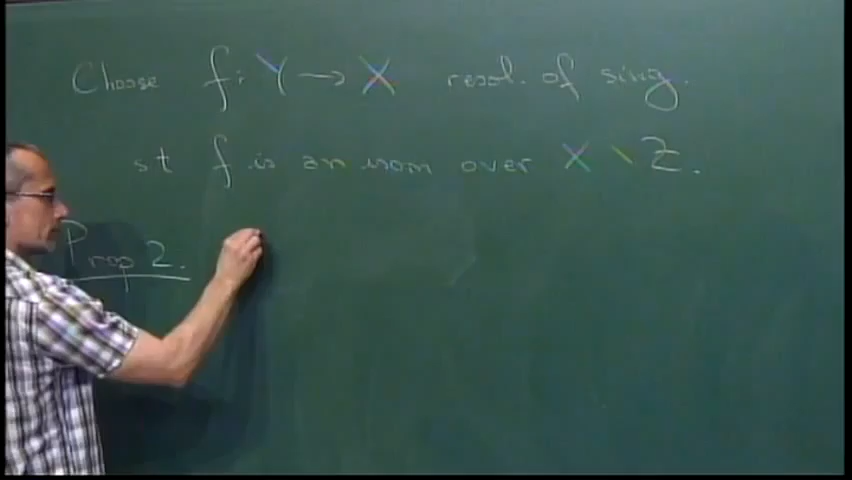 Choose f: Y → X resol. of sing.
st f is an isom over X \ Z.
Prop 2.